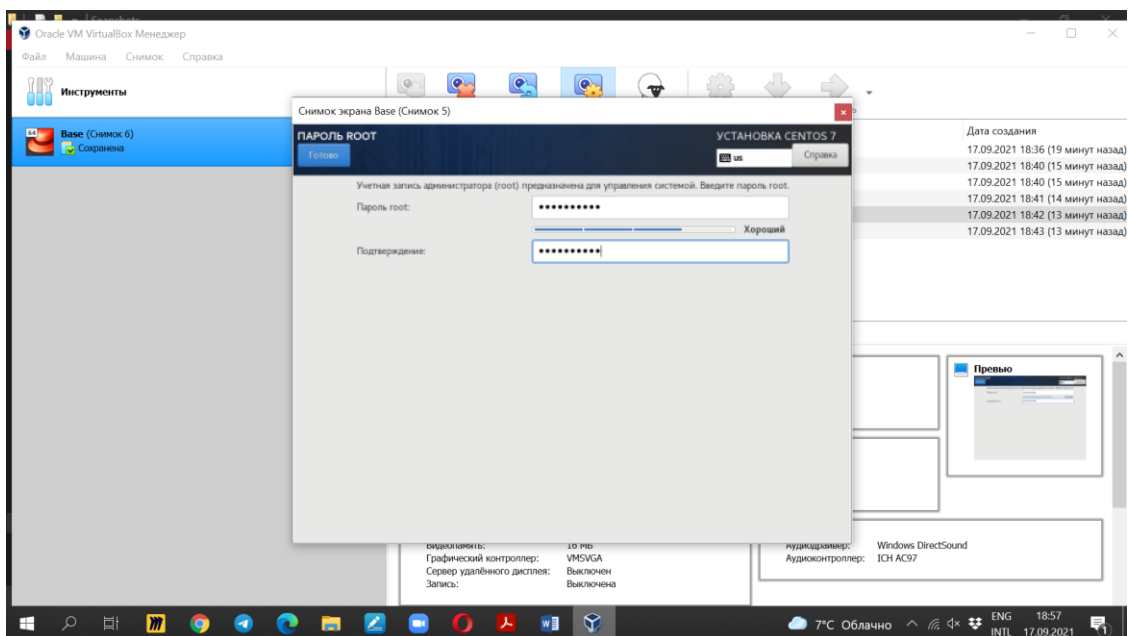 Oracle VM VirtualBox Менеджер
Файл Машина Снимок Справка
Инструменты
Снимок экрана Base (Снимок 5)
64 Base (Снимок 6)
Сохранена
ПАРОЛЬ ROOT
УСТАНОВКА CENTOS 7
Готово
us
Справка
Учетная запись администратора (root) предназначена для управления системой. Введите пароль root.
Пароль root: ••••••••••
Хороший
Подтверждение: ••••••••••
Дата создания
17.09.2021 18:36 (19 минут назад)
17.09.2021 18:40 (15 минут назад)
17.09.2021 18:40 (15 минут назад)
17.09.2021 18:41 (14 минут назад)
17.09.2021 18:42 (13 минут назад)
17.09.2021 18:43 (13 минут назад)
Превью
Видеопамять: 16 МБ
Графический контроллер: VMSVGA
Сервер удалённого дисплея: Выключен
Запись: Выключена
Аудиодрайвер: Windows DirectSound
Аудиоконтроллер: ICH AC97
7°C Облачно
ENG
INTL
18:57
17.09.2021